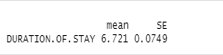 mean SE
DURATION.OF.STAY 6.721 0.0749